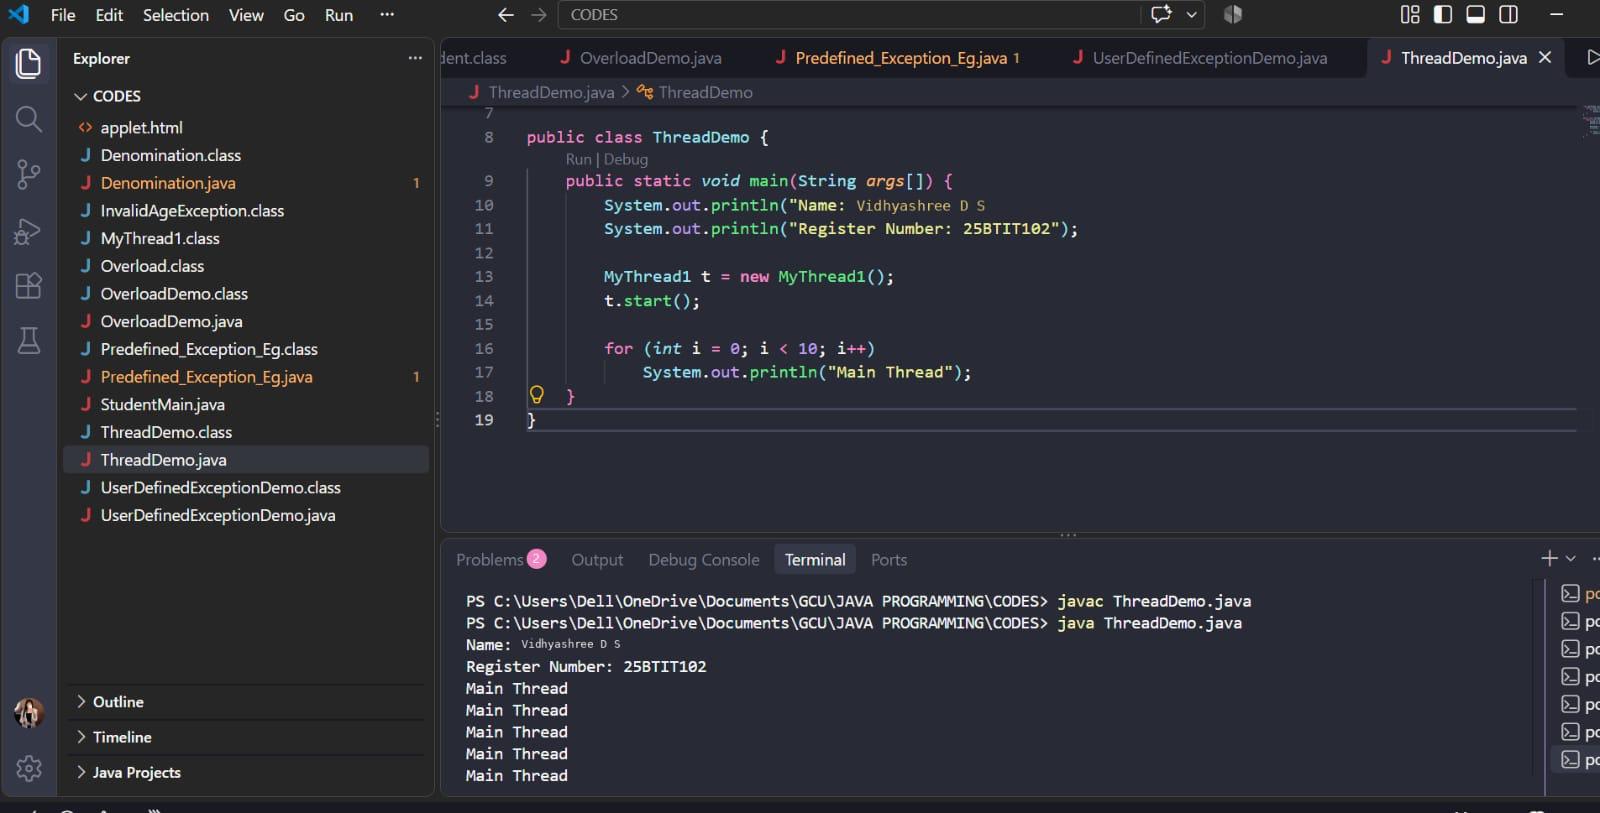 File Edit Selection View Go Run ··· CODES
Explorer ···
CODES
applet.html
Denomination.class
Denomination.java 1
InvalidAgeException.class
MyThread1.class
Overload.class
OverloadDemo.class
OverloadDemo.java
Predefined_Exception_Eg.class
Predefined_Exception_Eg.java 1
StudentMain.java
ThreadDemo.class
ThreadDemo.java
UserDefinedExceptionDemo.class
UserDefinedExceptionDemo.java
Outline
Timeline
Java Projects
dent.class OverloadDemo.java Predefined_Exception_Eg.java 1 UserDefinedExceptionDemo.java ThreadDemo.java
ThreadDemo.java > ThreadDemo
7
8 public class ThreadDemo {
Run | Debug
9 public static void main(String args[]) {
10 System.out.println("Name: Vidhyashree D S
11 System.out.println("Register Number: 25BTIT102");
12
13 MyThread1 t = new MyThread1();
14 t.start();
15
16 for (int i = 0; i < 10; i++)
17 System.out.println("Main Thread");
18 }
19 }
Problems 2 Output Debug Console Terminal Ports
PS C:\Users\Dell\OneDrive\Documents\GCU\JAVA PROGRAMMING\CODES> javac ThreadDemo.java
PS C:\Users\Dell\OneDrive\Documents\GCU\JAVA PROGRAMMING\CODES> java ThreadDemo.java
Name: Vidhyashree D S
Register Number: 25BTIT102
Main Thread
Main Thread
Main Thread
Main Thread
Main Thread
po
po
po
po
po
po
po